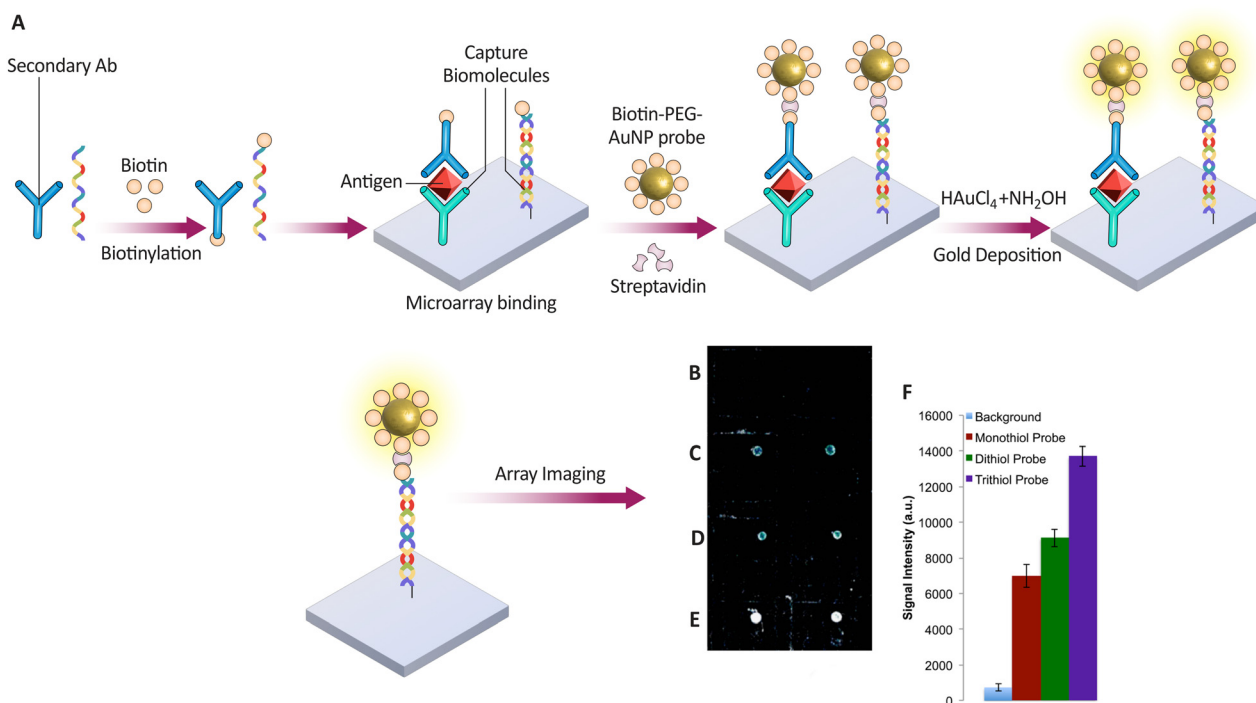 A
Secondary Ab
Biotin
Biotinylation
Capture
Biomolecules
Antigen
Microarray binding
Biotin-PEG-
AuNP probe
Streptavidin
HAuCl₄+NH₂OH
Gold Deposition
Array Imaging
B
C
D
E
F
16000
14000
12000
10000
8000
6000
4000
2000
0
Signal Intensity (a.u.)
Background
Monothiol Probe
Dithiol Probe
Trithiol Probe